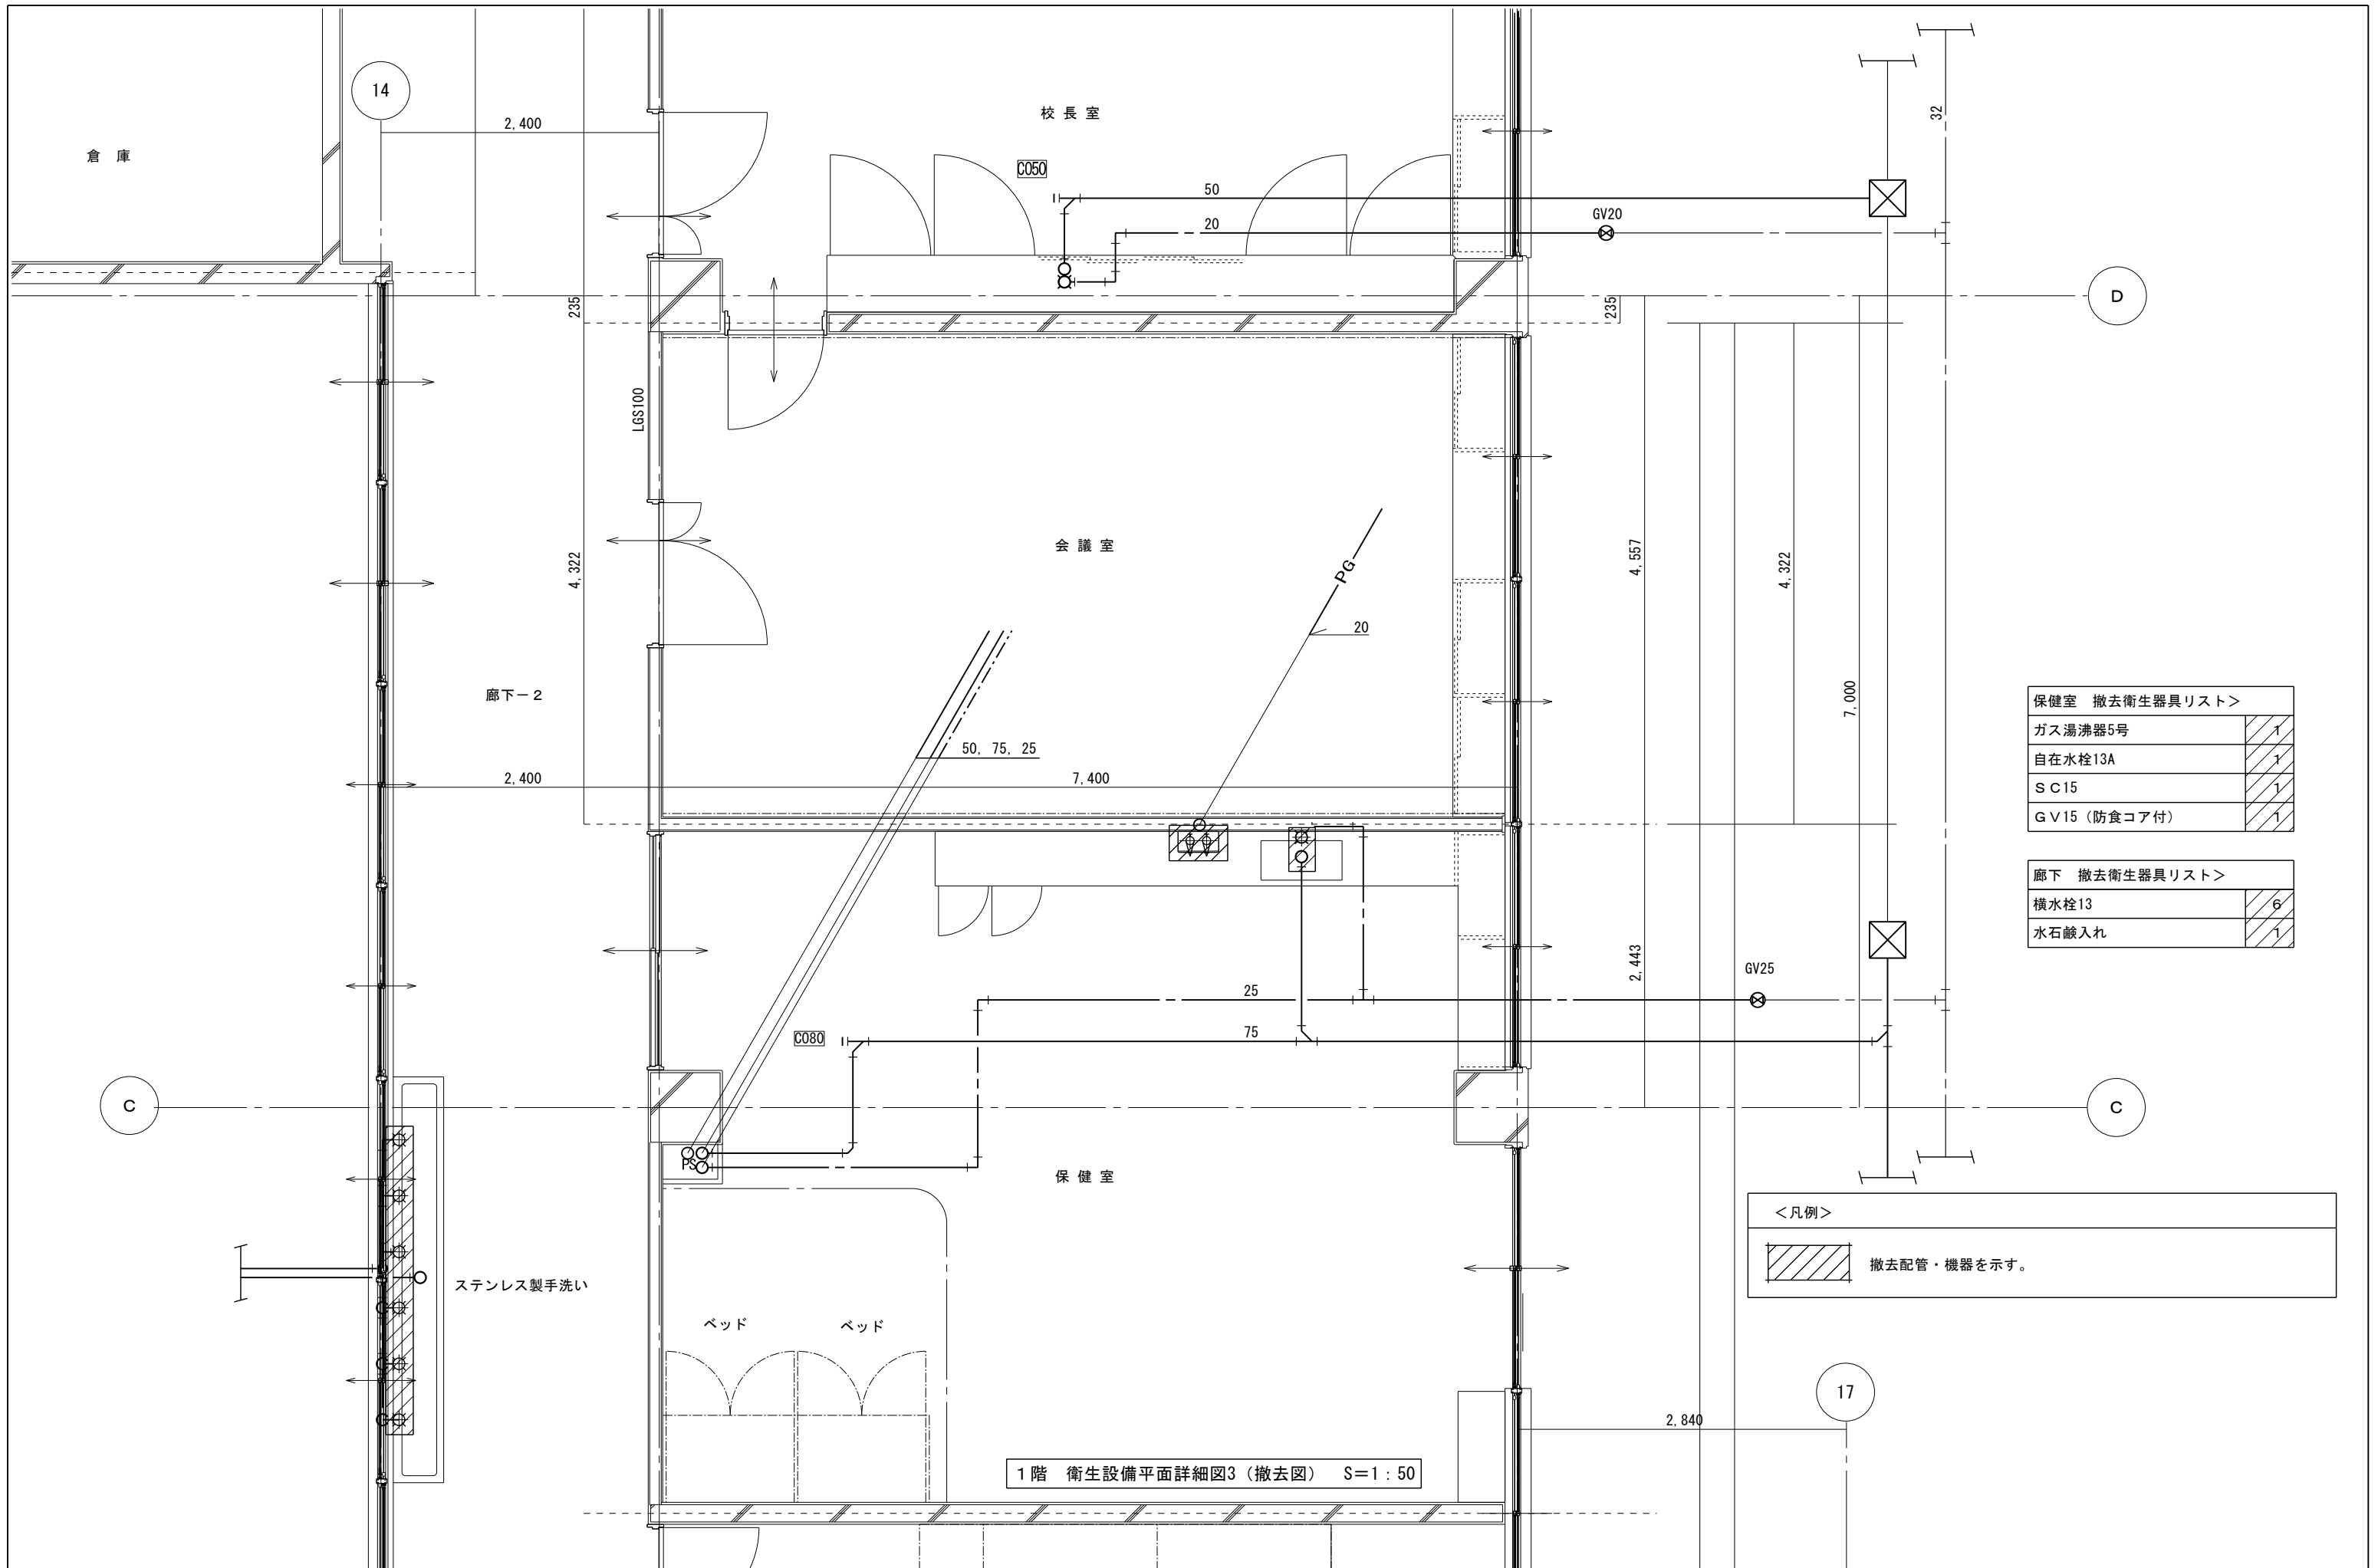 14
2,400
倉 庫
校 長 室
CO50
50
20
GV20
32
235
235
D
LGS100
会 議 室
PG
20
4,322
4,557
4,322
7,000
廊下－２
50, 75, 25
2,400
7,400
保健室　撤去衛生器具リスト＞
ガス湯沸器5号 1
自在水栓13A 1
ＳＣ15 1
ＧＶ15（防食コア付） 1
廊下　撤去衛生器具リスト＞
横水栓13 6
水石鹸入れ 1
2,443
GV25
25
CO80
75
C
C
PS
保 健 室
＜凡例＞
撤去配管・機器を示す。
ステンレス製手洗い
ベッド
ベッド
17
2,840
１階　衛生設備平面詳細図3（撤去図）　S＝1：50